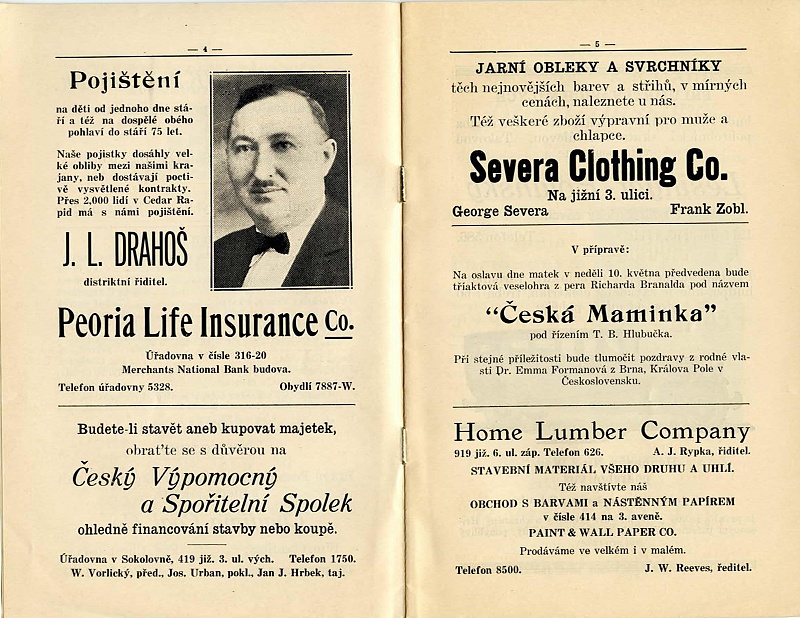 — 4 —
Pojištění
na děti od jednoho dne stá-
ří a též na dospělé obého
pohlaví do stáří 75 let.
Naše pojistky dosáhly vel-
ké obliby mezi našimi kra-
jany, neb dostávají pocti-
vě vysvětlené kontrakty.
Přes 2,000 lidí v Cedar Ra-
pid má s námi pojištění.
J. L. DRAHOŠ
distriktní řiditel.
Peoria Life Insurance Co.
Úřadovna v čísle 316-20
Merchants National Bank budova.
Telefon úřadovny 5328. Obydlí 7887-W.
Budete-li stavět aneb kupovat majetek,
obrať'te se s důvěrou na
Český Výpomocný
a Spořitelní Spolek
ohledně financování stavby nebo koupě.
Úřadovna v Sokolovně, 419 již. 3. ul. vých. Telefon 1750.
W. Vorlický, před., Jos. Urban, pokl., Jan J. Hrbek, taj.
— 5 —
JARNÍ OBLEKY A SVRCHNÍKY
těch nejnovějších barev a střihů, v mírných
cenách, naleznete u nás.
Též veškeré zboží výpravní pro muže a
chlapce.
Severa Clothing Co.
Na jižní 3. ulici.
George Severa Frank Zobl.
V přípravě:
Na oslavu dne matek v neděli 10. května předvedena bude
tříaktová veselohra z pera Richarda Branalda pod názvem
“Česká Maminka”
pod řízením T. B. Hlubučka.
Při stejné příležitosti bude tlumočit pozdravy z rodné vla-
sti Dr. Emma Formanová z Brna, Králova Pole v
Československu.
Home Lumber Company
919 již. 6. ul. záp. Telefon 626. A. J. Rypka, řiditel.
STAVEBNÍ MATERIÁL VŠEHO DRUHU A UHLÍ.
Též navštivte náš
OBCHOD S BARVAMI a NÁSTĚNNÝM PAPÍREM
v čísle 414 na 3. aveně.
PAINT & WALL PAPER CO.
Prodáváme ve velkém i v malém.
Telefon 8500. J. W. Reeves, ředitel.